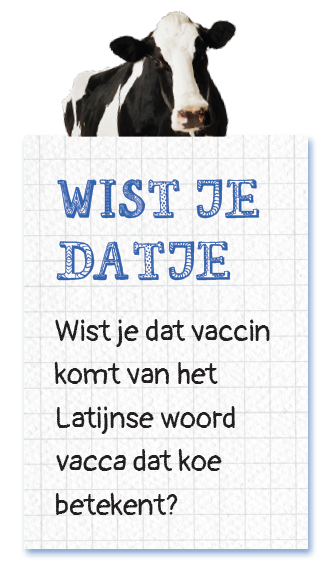 WIST JE
DATJE
Wist je dat vaccin
komt van het
Latijnse woord
vacca dat koe
betekent?